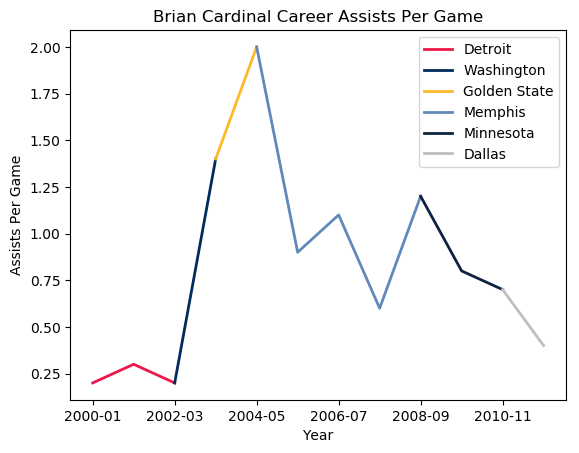 Brian Cardinal Career Assists Per Game
Detroit
Washington
Golden State
Memphis
Minnesota
Dallas
Assists Per Game
2.00
1.75
1.50
1.25
1.00
0.75
0.50
0.25
2000-01
2002-03
2004-05
2006-07
2008-09
2010-11
Year